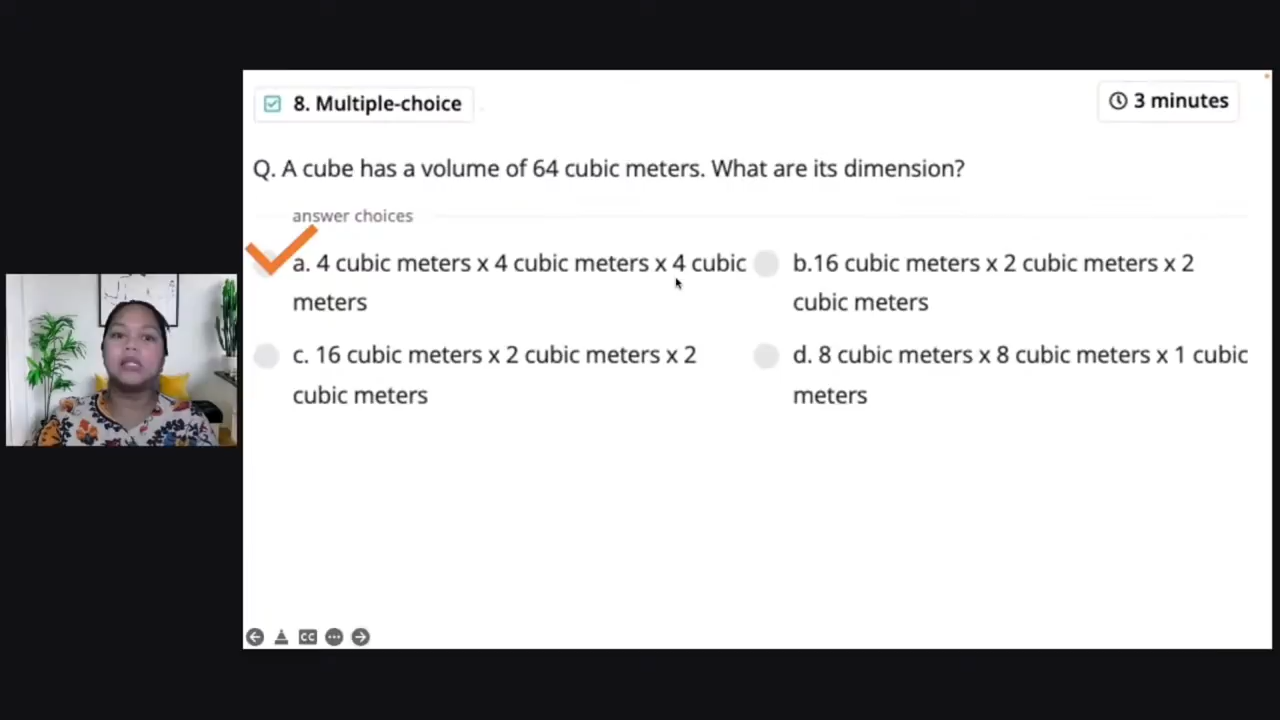 8. Multiple-choice
3 minutes
Q. A cube has a volume of 64 cubic meters. What are its dimension?
answer choices
a. 4 cubic meters x 4 cubic meters x 4 cubic
meters
b.16 cubic meters x 2 cubic meters x 2
cubic meters
c. 16 cubic meters x 2 cubic meters x 2
cubic meters
d. 8 cubic meters x 8 cubic meters x 1 cubic
meters
CC